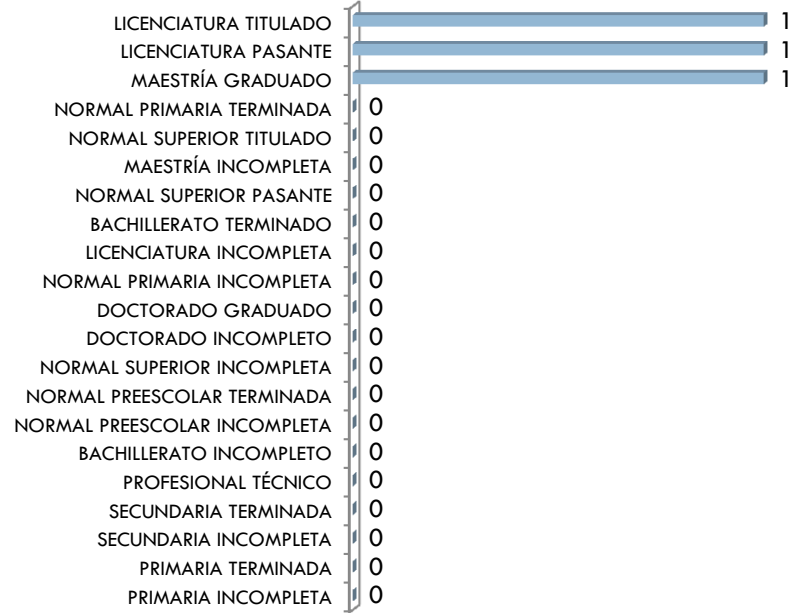 LICENCIATURA TITULADO 1
LICENCIATURA PASANTE 1
MAESTRÍA GRADUADO 1
NORMAL PRIMARIA TERMINADA 0
NORMAL SUPERIOR TITULADO 0
MAESTRÍA INCOMPLETA 0
NORMAL SUPERIOR PASANTE 0
BACHILLERATO TERMINADO 0
LICENCIATURA INCOMPLETA 0
NORMAL PRIMARIA INCOMPLETA 0
DOCTORADO GRADUADO 0
DOCTORADO INCOMPLETO 0
NORMAL SUPERIOR INCOMPLETA 0
NORMAL PREESCOLAR TERMINADA 0
NORMAL PREESCOLAR INCOMPLETA 0
BACHILLERATO INCOMPLETO 0
PROFESIONAL TÉCNICO 0
SECUNDARIA TERMINADA 0
SECUNDARIA INCOMPLETA 0
PRIMARIA TERMINADA 0
PRIMARIA INCOMPLETA 0